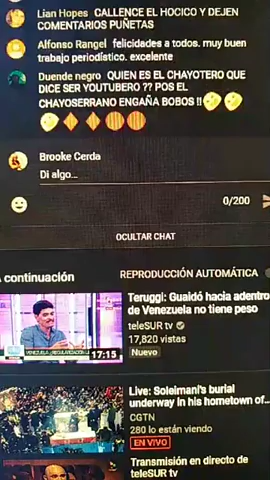 Lian Hopes CALLENCE EL HOCICO Y DEJEN
COMENTARIOS PUÑETAS
Alfonso Rangel felicidades a todos. muy buen
trabajo periodístico. excelente
Duende negro QUIEN ES EL CHAYOTERO QUE
DICE SER YOUTUBERO ?? POS EL
CHAYOSERRANO ENGAÑA BOBOS !!
Brooke Cerda
Di algo...
0/200
OCULTAR CHAT
continuación
REPRODUCCIÓN AUTOMÁTICA
Teruggi: Guaidó hacia adentro
de Venezuela no tiene peso
teleSUR tv
17,820 vistas
Nuevo
17:15
Live: Soleimani's burial
underway in his hometown of...
CGTN
280 lo están viendo
EN VIVO
Transmisión en directo de
teleSUR tv